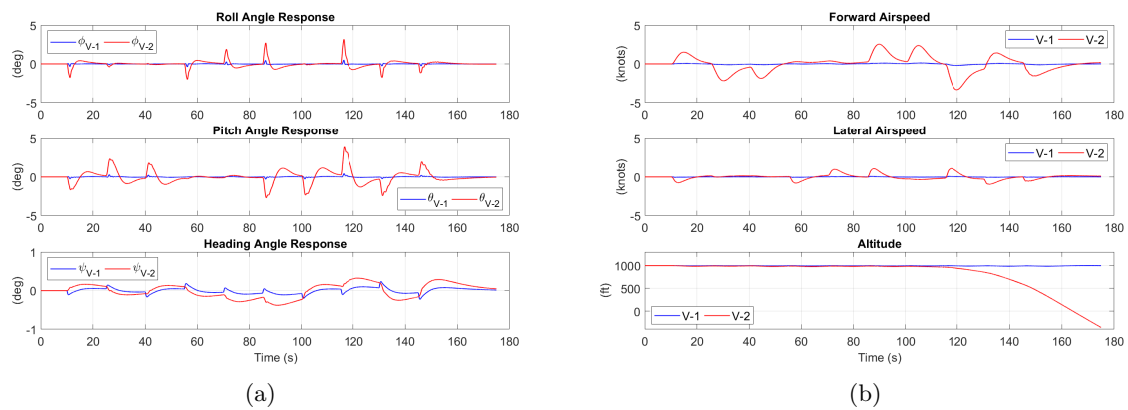 Roll Angle Response
5
0
-5
(deg)
ϕV-1 ϕV-2
0 20 40 60 80 100 120 140 160 180
Pitch Angle Response
5
0
-5
(deg)
θV-1 θV-2
0 20 40 60 80 100 120 140 160 180
Heading Angle Response
1
0
-1
(deg)
ψV-1 ψV-2
0 20 40 60 80 100 120 140 160 180
Time (s)
(a)
Forward Airspeed
5
0
-5
(knots)
V-1 V-2
0 20 40 60 80 100 120 140 160 180
Lateral Airspeed
5
0
-5
(knots)
V-1 V-2
0 20 40 60 80 100 120 140 160 180
Altitude
1000
500
0
(ft)
V-1 V-2
0 20 40 60 80 100 120 140 160 180
Time (s)
(b)